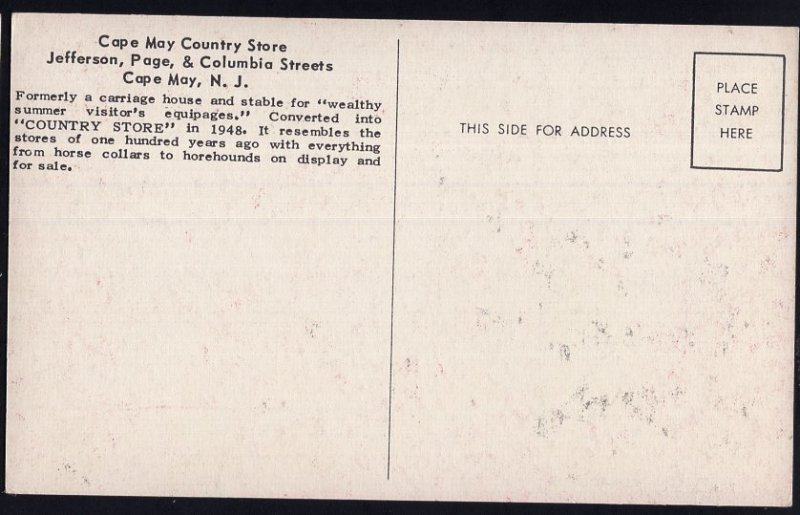 Cape May Country Store
Jefferson, Page, & Columbia Streets
Cape May, N. J.
Formerly a carriage house and stable for "wealthy
summer visitor's equipages." Converted into
"COUNTRY STORE" in 1948. It resembles the
stores of one hundred years ago with everything
from horse collars to horehounds on display and
for sale.
THIS SIDE FOR ADDRESS
PLACE
STAMP
HERE